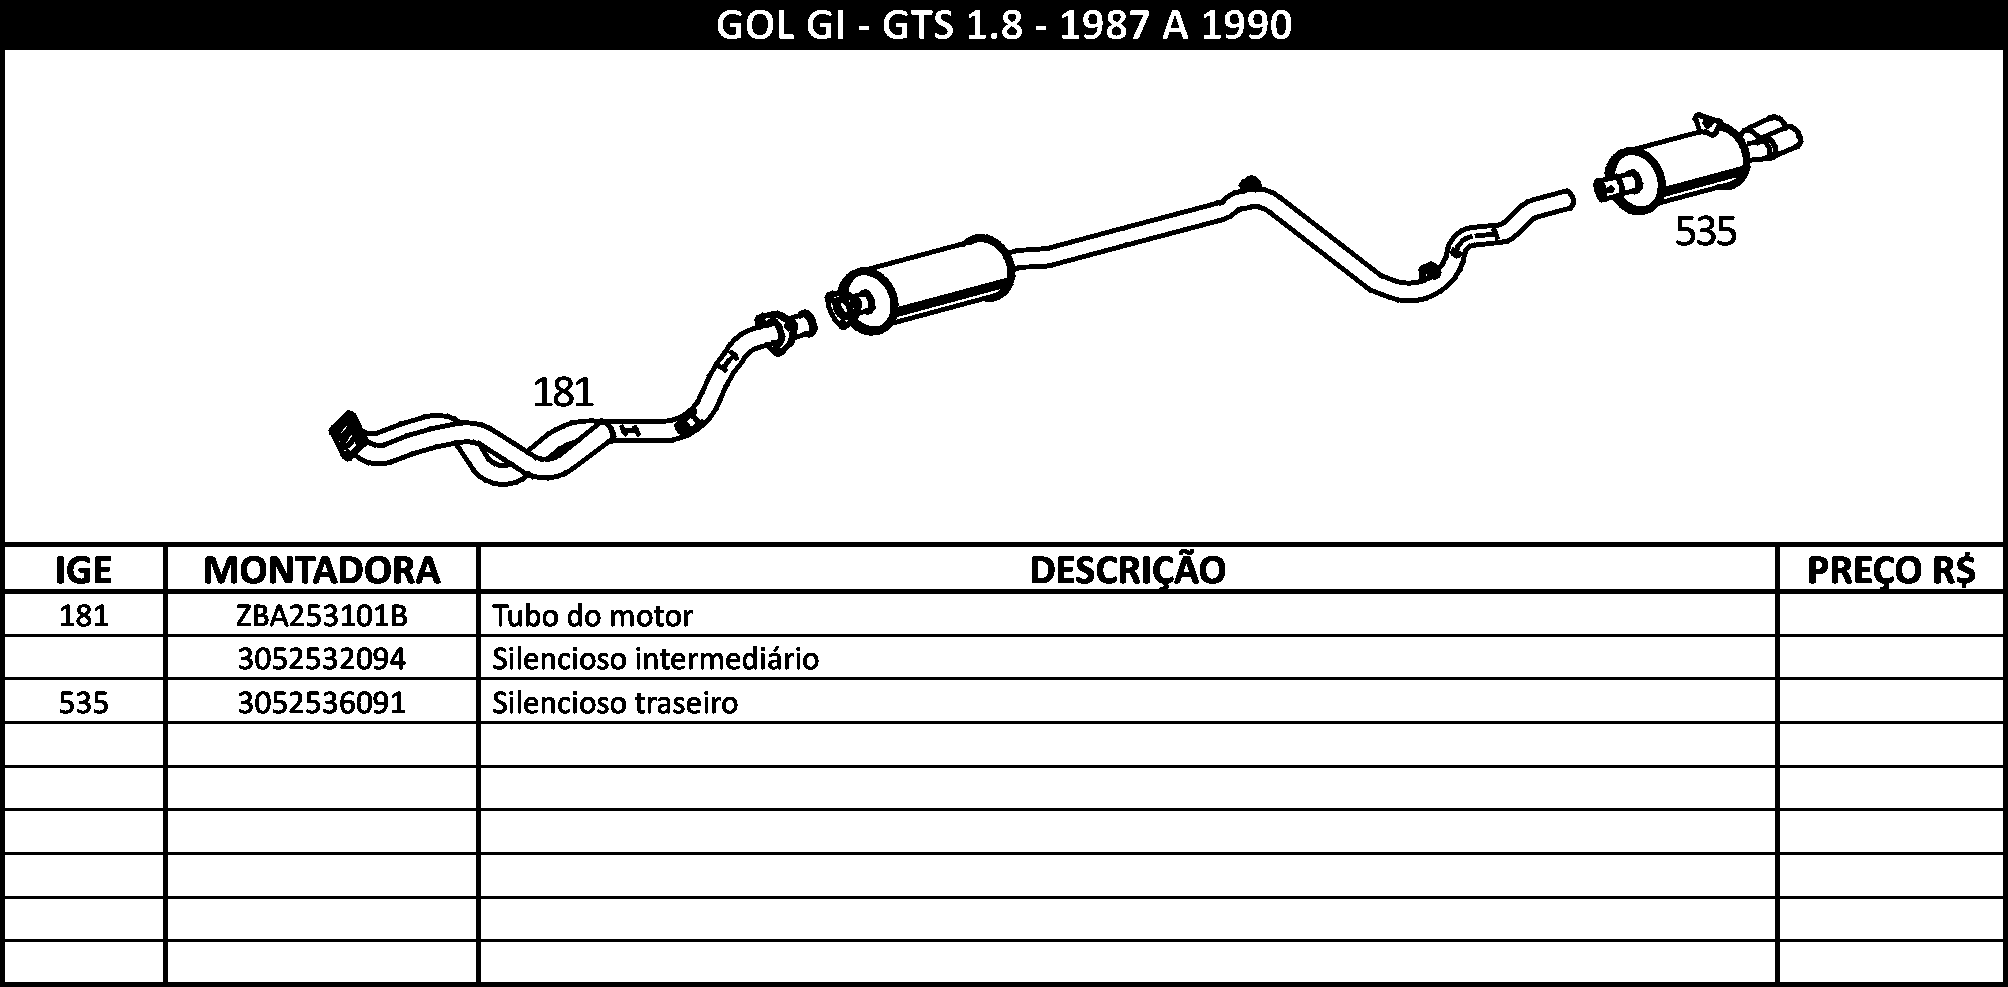 GOL GI - GTS 1.8 - 1987 A 1990
535
181
IGE MONTADORA DESCRIÇÃO PREÇO R$
181 ZBA253101B Tubo do motor
3052532094 Silencioso intermediário
535 3052536091 Silencioso traseiro